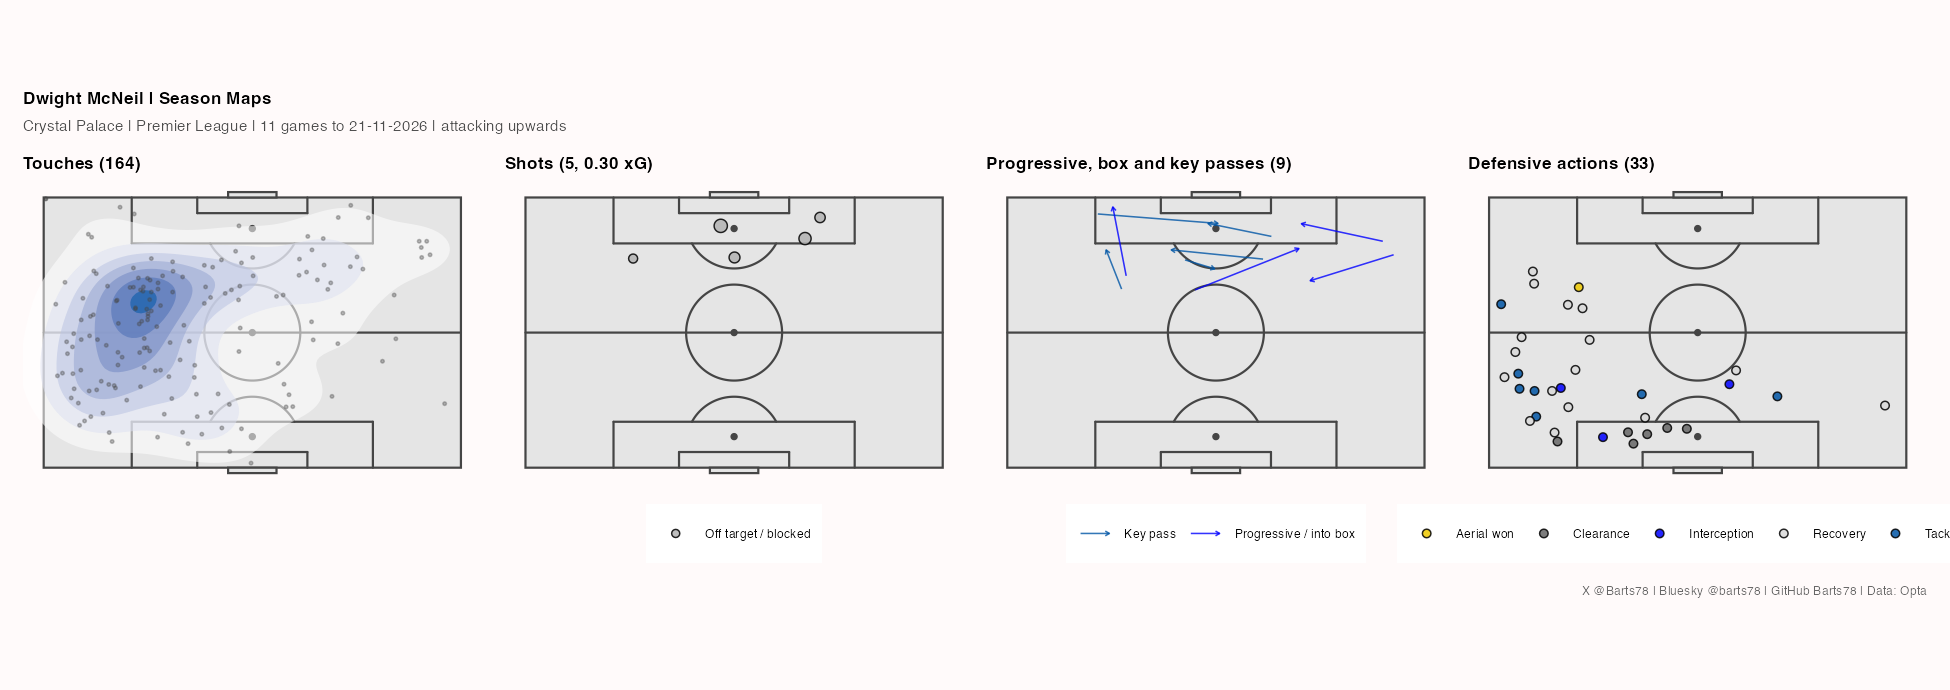 Dwight McNeil | Season Maps
Crystal Palace | Premier League | 11 games to 21-11-2026 | attacking upwards
Touches (164)
Shots (5, 0.30 xG)
Progressive, box and key passes (9)
Defensive actions (33)
Off target / blocked
Key pass
Progressive / into box
Aerial won
Clearance
Interception
Recovery
Tack
X @Barts78 | Bluesky @barts78 | GitHub Barts78 | Data: Opta